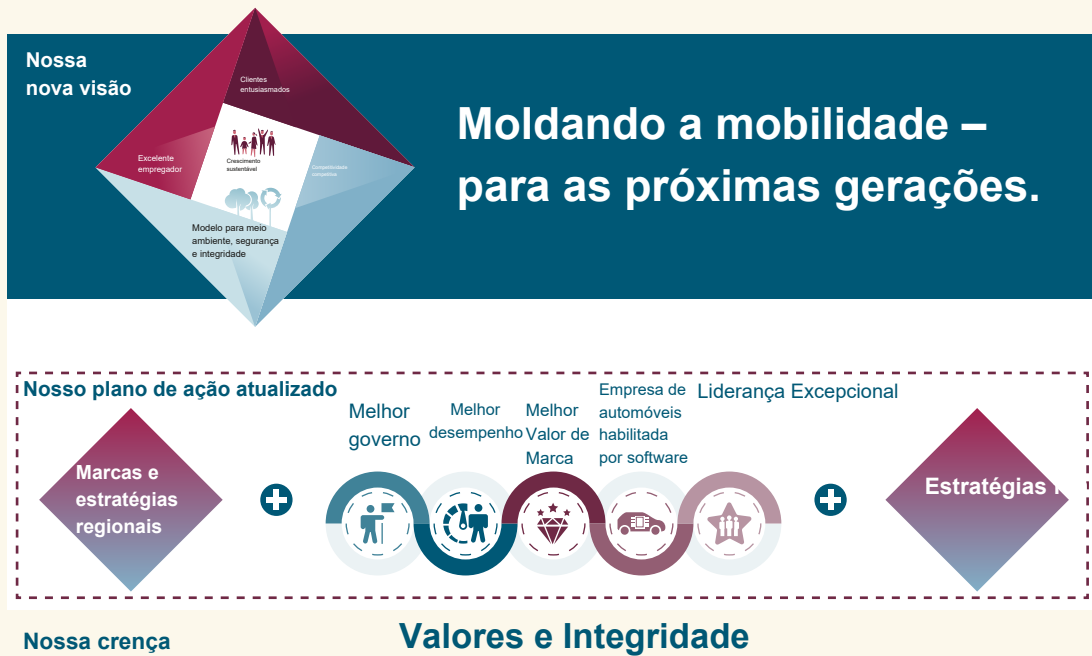 Nossa
nova visão
Clientes
entusiasmados
Excelente
empregador
Crescimento
sustentável
Competitividade
competitiva
Modelo para meio
ambiente, segurança
e integridade
Moldando a mobilidade –
para as próximas gerações.
Nosso plano de ação atualizado
Marcas e
estratégias
regionais
Melhor
governo
Melhor
desempenho
Melhor
Valor de
Marca
Empresa de
automóveis
habilitada
por software
Liderança Excepcional
Estratégias
Nossa crença
Valores e Integridade